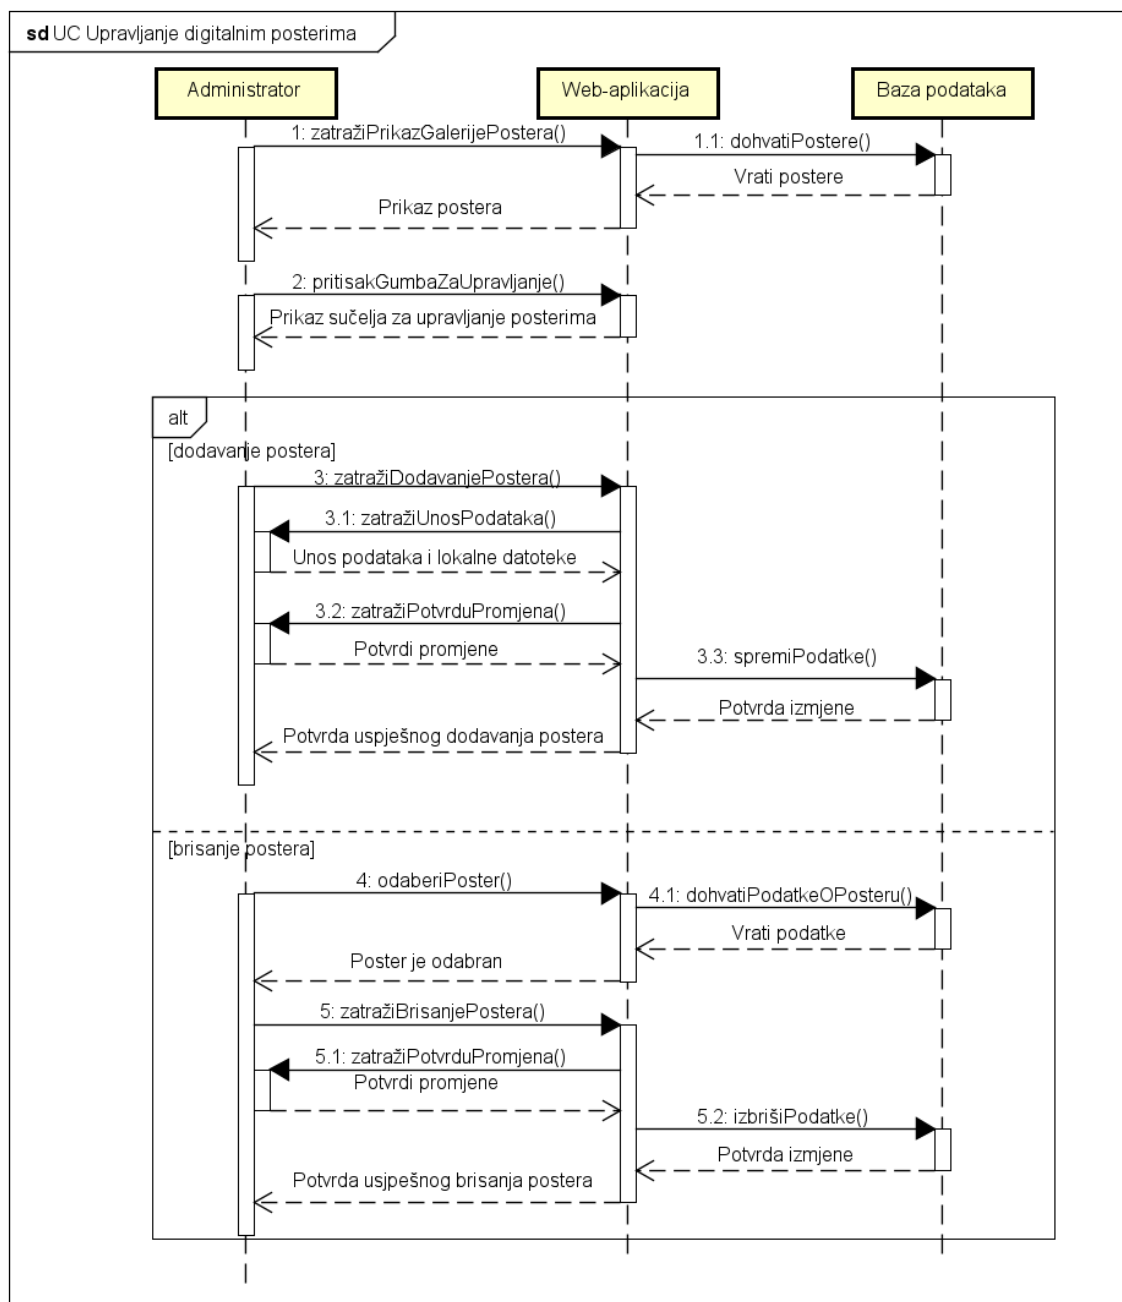 sd UC Upravljanje digitalnim posterima
Administrator
Web-aplikacija
Baza podataka
1: zatražiPrikazGalerijePostera()
1.1: dohvatiPostere()
Vrati postere
Prikaz postera
2: pritisakGumbaZaUpravljanje()
Prikaz sučelja za upravljanje posterima
alt
[dodavanje postera]
3: zatražiDodavanjePostera()
3.1: zatražiUnosPodataka()
Unos podataka i lokalne datoteke
3.2: zatražiPotvrduPromjena()
Potvrdi promjene
3.3: spremiPodatke()
Potvrda izmjene
Potvrda uspješnog dodavanja postera
[brisanje postera]
4: odaberiPoster()
4.1: dohvatiPodatkeOPosteru()
Vrati podatke
Poster je odabran
5: zatražiBrisanjePostera()
5.1: zatražiPotvrduPromjena()
Potvrdi promjene
5.2: izbrišiPodatke()
Potvrda izmjene
Potvrda usjpešnog brisanja postera